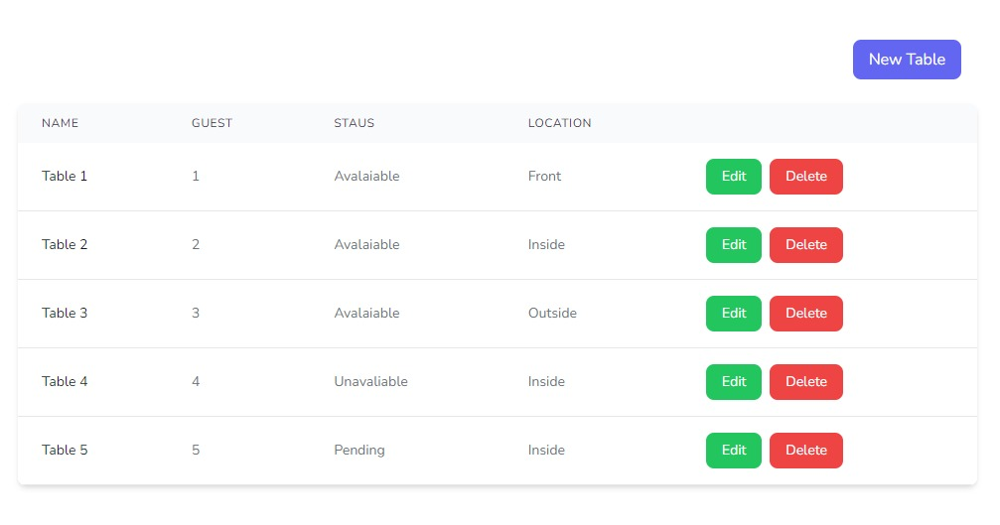 New Table
NAME GUEST STAUS LOCATION
Table 1 1 Avalaiable Front Edit Delete
Table 2 2 Avalaiable Inside Edit Delete
Table 3 3 Avalaiable Outside Edit Delete
Table 4 4 Unavaliable Inside Edit Delete
Table 5 5 Pending Inside Edit Delete